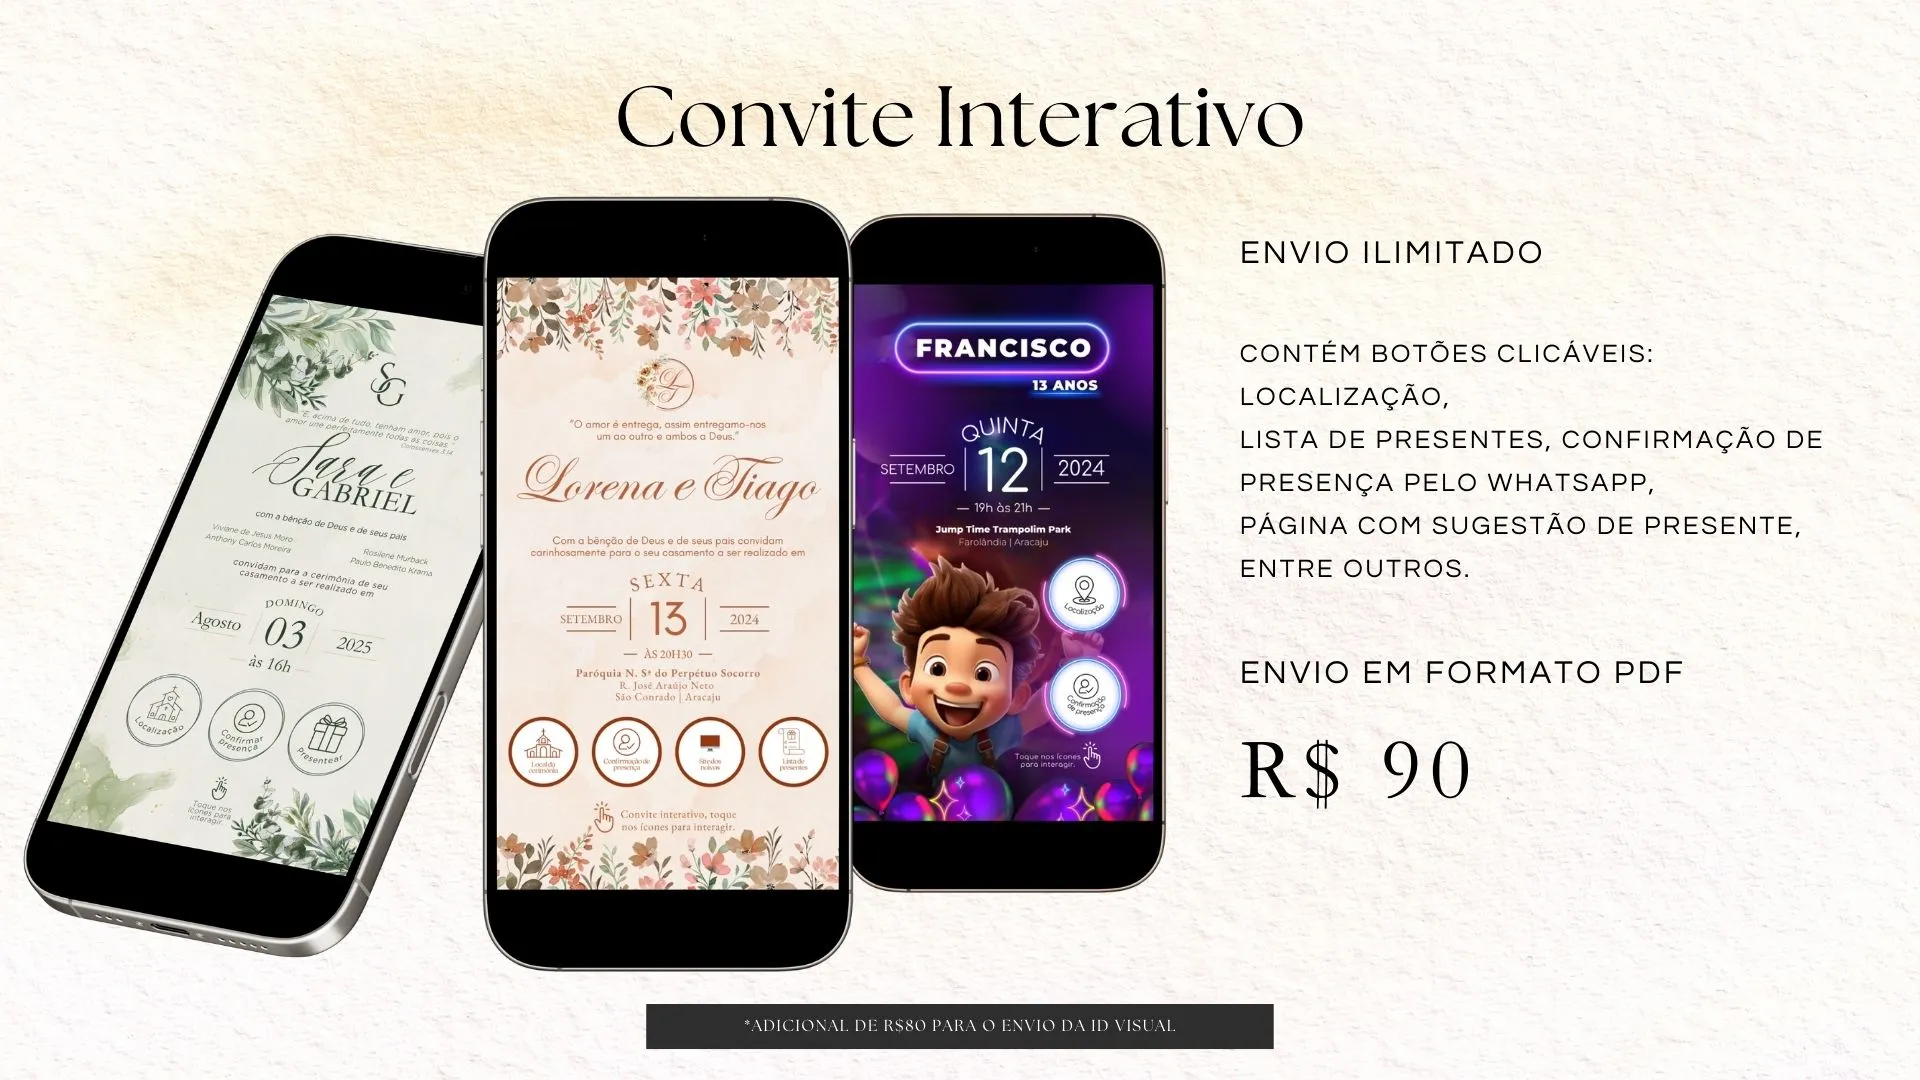 Convite Interativo
SG
"E, acima de tudo, tenham amor, pois o
amor une perfeitamente todas as coisas."
Colossenses 3:14
Sara e
GABRIEL
com a bênção de Deus e de seus pais
Viviane de Jesus Moro
Anthony Carlos Moreira
Rosilene Murback
Paulo Benedito Krama
convidam para a cerimônia de seu
casamento a ser realizado em
DOMINGO
Agosto 03 2025
às 16h
Localização
Confirmar presença
Presentear
Toque nos
ícones para
interagir.
LT
"O amor é entrega, assim entregamo-nos
um ao outro e ambos a Deus."
Lorena e Tiago
Com a bênção de Deus e de seus pais convidam
carinhosamente para o seu casamento a ser realizado em
SEXTA
SETEMBRO 13 2024
ÀS 20H30
Paróquia N. Sª do Perpétuo Socorro
R. José Araújo Neto
São Conrado | Aracaju
Local da
cerimônia
Confirmação de
presença
Site dos
noivos
Lista de
presentes
Convite interativo, toque
nos ícones para interagir.
FRANCISCO
13 ANOS
QUINTA
SETEMBRO 12 2024
19h às 21h
Jump Time Trampolim Park
Farolândia | Aracaju
Localização
Confirmação
de presença
Toque nos ícones
para interagir.
ENVIO ILIMITADO
CONTÉM BOTÕES CLICÁVEIS:
LOCALIZAÇÃO,
LISTA DE PRESENTES, CONFIRMAÇÃO DE
PRESENÇA PELO WHATSAPP,
PÁGINA COM SUGESTÃO DE PRESENTE,
ENTRE OUTROS.
ENVIO EM FORMATO PDF
R$ 90
*ADICIONAL DE R$80 PARA O ENVIO DA ID VISUAL